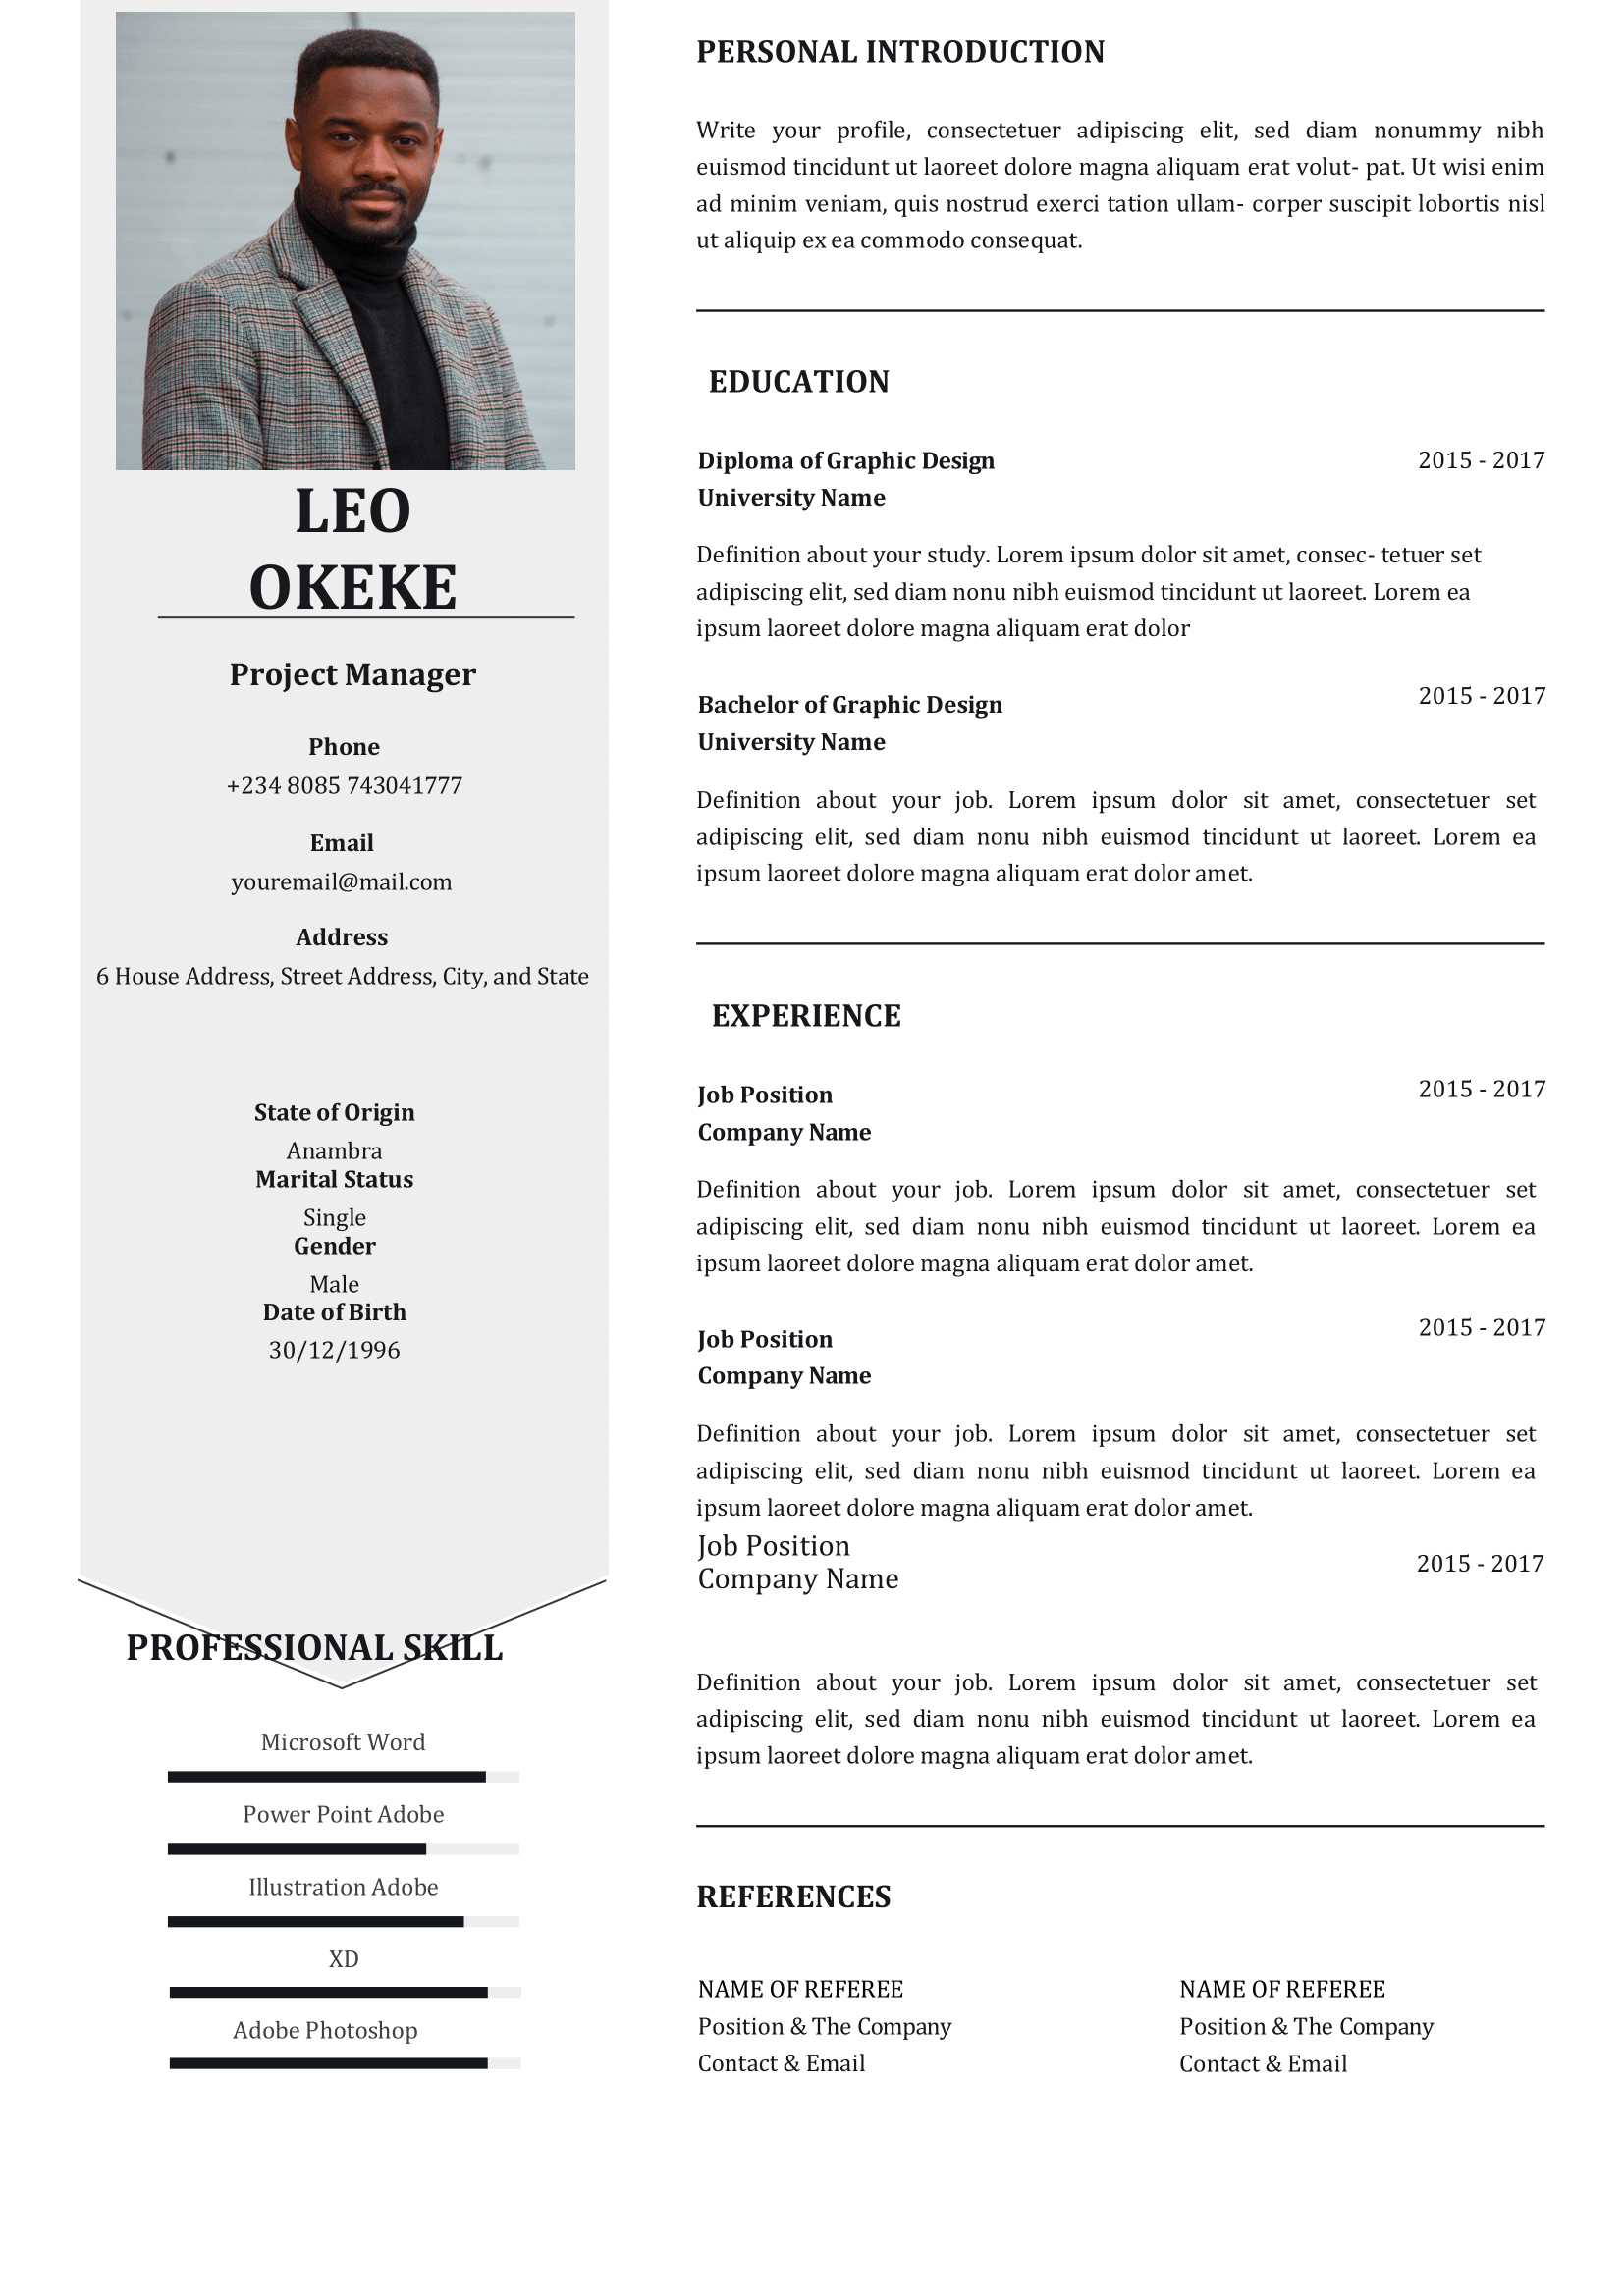 LEO
OKEKE
Project Manager
Phone
+234 8085 743041777
Email
youremail@mail.com
Address
6 House Address, Street Address, City, and State
State of Origin
Anambra
Marital Status
Single
Gender
Male
Date of Birth
30/12/1996
PROFESSIONAL SKILL
Microsoft Word
Power Point Adobe
Illustration Adobe
XD
Adobe Photoshop
PERSONAL INTRODUCTION
Write your profile, consectetuer adipiscing elit, sed diam nonummy nibh
euismod tincidunt ut laoreet dolore magna aliquam erat volut- pat. Ut wisi enim
ad minim veniam, quis nostrud exerci tation ullam- corper suscipit lobortis nisl
ut aliquip ex ea commodo consequat.
EDUCATION
Diploma of Graphic Design 2015 - 2017
University Name
Definition about your study. Lorem ipsum dolor sit amet, consec- tetuer set
adipiscing elit, sed diam nonu nibh euismod tincidunt ut laoreet. Lorem ea
ipsum laoreet dolore magna aliquam erat dolor
Bachelor of Graphic Design 2015 - 2017
University Name
Definition about your job. Lorem ipsum dolor sit amet, consectetuer set
adipiscing elit, sed diam nonu nibh euismod tincidunt ut laoreet. Lorem ea
ipsum laoreet dolore magna aliquam erat dolor amet.
EXPERIENCE
Job Position 2015 - 2017
Company Name
Definition about your job. Lorem ipsum dolor sit amet, consectetuer set
adipiscing elit, sed diam nonu nibh euismod tincidunt ut laoreet. Lorem ea
ipsum laoreet dolore magna aliquam erat dolor amet.
Job Position 2015 - 2017
Company Name
Definition about your job. Lorem ipsum dolor sit amet, consectetuer set
adipiscing elit, sed diam nonu nibh euismod tincidunt ut laoreet. Lorem ea
ipsum laoreet dolore magna aliquam erat dolor amet.
Job Position
Company Name 2015 - 2017
Definition about your job. Lorem ipsum dolor sit amet, consectetuer set
adipiscing elit, sed diam nonu nibh euismod tincidunt ut laoreet. Lorem ea
ipsum laoreet dolore magna aliquam erat dolor amet.
REFERENCES
NAME OF REFEREE NAME OF REFEREE
Position & The Company Position & The Company
Contact & Email Contact & Email